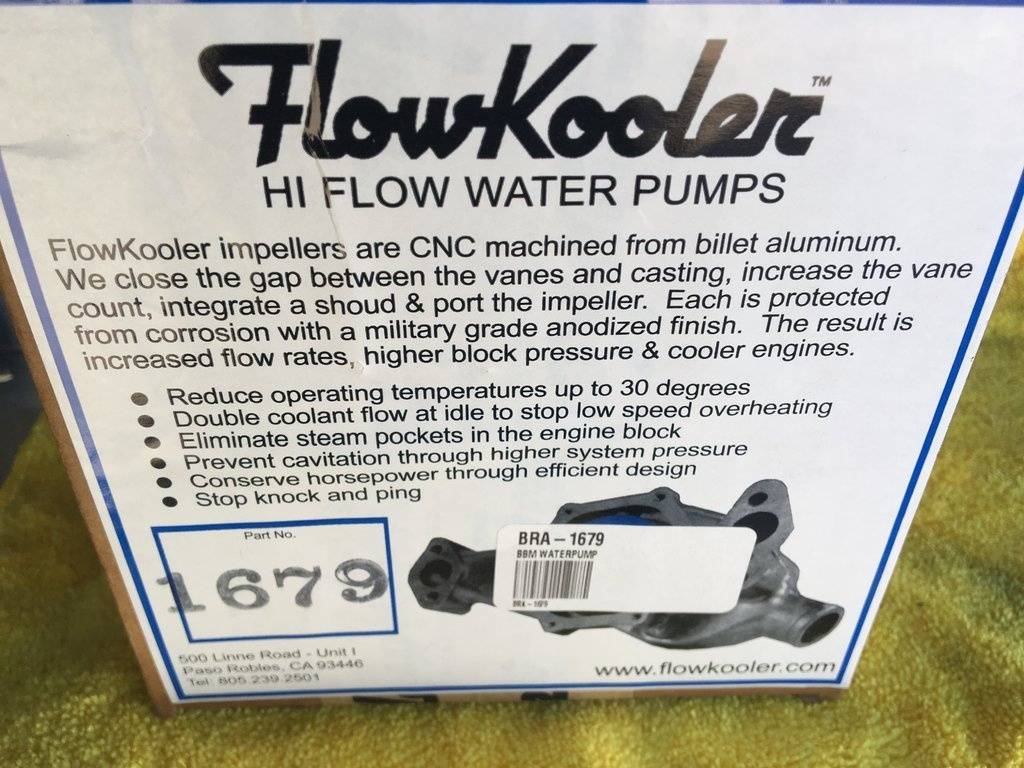 FlowKooler™
HI FLOW WATER PUMPS
FlowKooler impellers are CNC machined from billet aluminum.
We close the gap between the vanes and casting, increase the vane
count, integrate a shoud & port the impeller. Each is protected
from corrosion with a military grade anodized finish. The result is
increased flow rates, higher block pressure & cooler engines.
• Reduce operating temperatures up to 30 degrees
• Double coolant flow at idle to stop low speed overheating
• Eliminate steam pockets in the engine block
• Prevent cavitation through higher system pressure
• Conserve horsepower through efficient design
• Stop knock and ping
Part No.
1679
BRA-1679
BBM WATERPUMP
BRA-1679
500 Linne Road - Unit I
Paso Robles, CA 93446
Tel: 805.239.2501
www.flowkooler.com